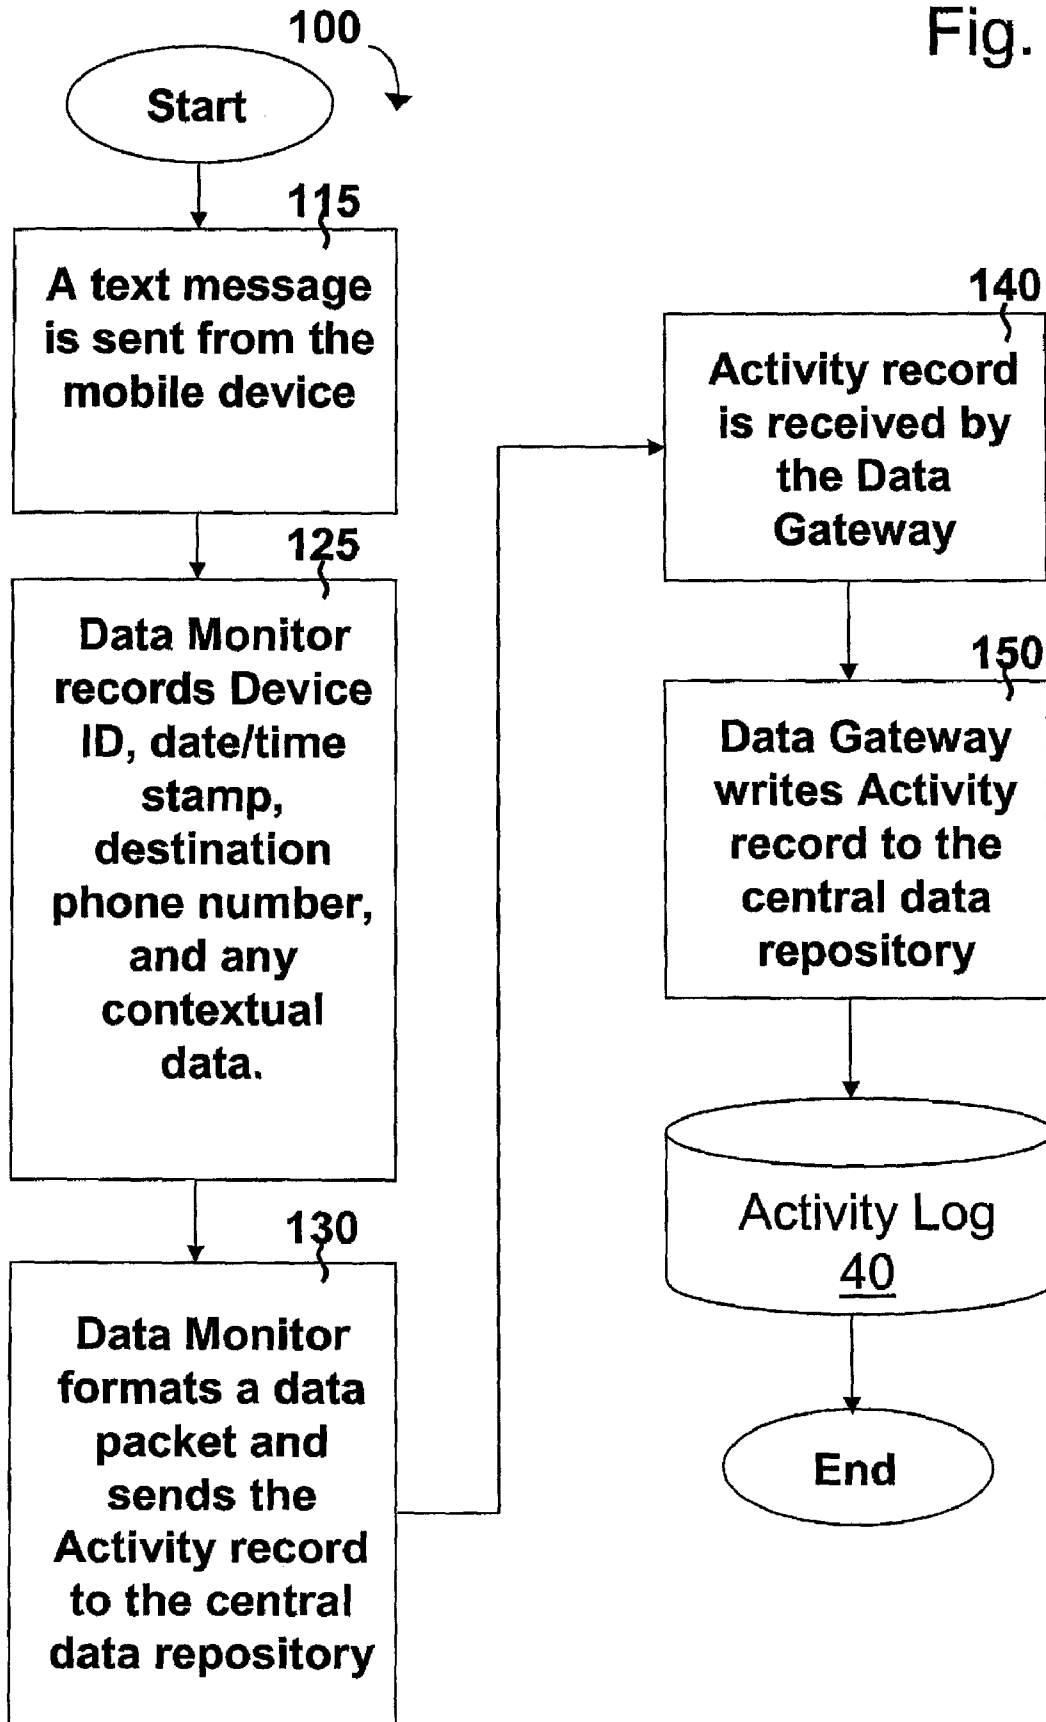 100
Fig.
Start
115
A text message
is sent from the
mobile device
125
Data Monitor
records Device
ID, date/time
stamp,
destination
phone number,
and any
contextual
data.
130
Data Monitor
formats a data
packet and
sends the
Activity record
to the central
data repository
140
Activity record
is received by
the Data
Gateway
150
Data Gateway
writes Activity
record to the
central data
repository
Activity Log
40
End